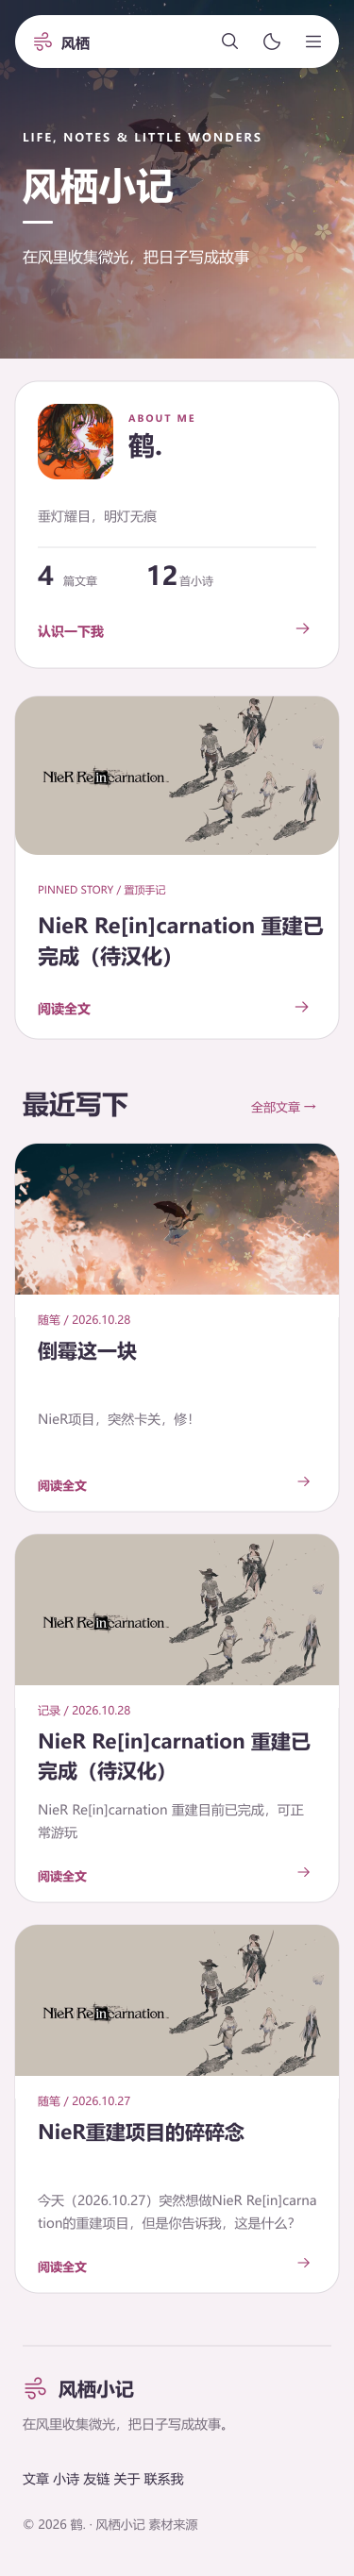 风栖
LIFE, NOTES & LITTLE WONDERS
风栖小记
在风里收集微光，把日子写成故事
ABOUT ME
鹤.
垂灯耀目，明灯无痕
4 篇文章 12 首小诗
认识一下我
NieR Re[in]carnation
PINNED STORY / 置顶手记
NieR Re[in]carnation 重建已
完成（待汉化）
阅读全文
最近写下
全部文章 →
随笔 / 2026.10.28
倒霉这一块
NieR项目，突然卡关，修！
阅读全文
NieR Re[in]carnation
记录 / 2026.10.28
NieR Re[in]carnation 重建已
完成（待汉化）
NieR Re[in]carnation 重建目前已完成，可正
常游玩
阅读全文
NieR Re[in]carnation
随笔 / 2026.10.27
NieR重建项目的碎碎念
今天（2026.10.27）突然想做NieR Re[in]carna
tion的重建项目，但是你告诉我，这是什么？
阅读全文
风栖小记
在风里收集微光，把日子写成故事。
文章 小诗 友链 关于 联系我
© 2026 鹤. · 风栖小记 素材来源